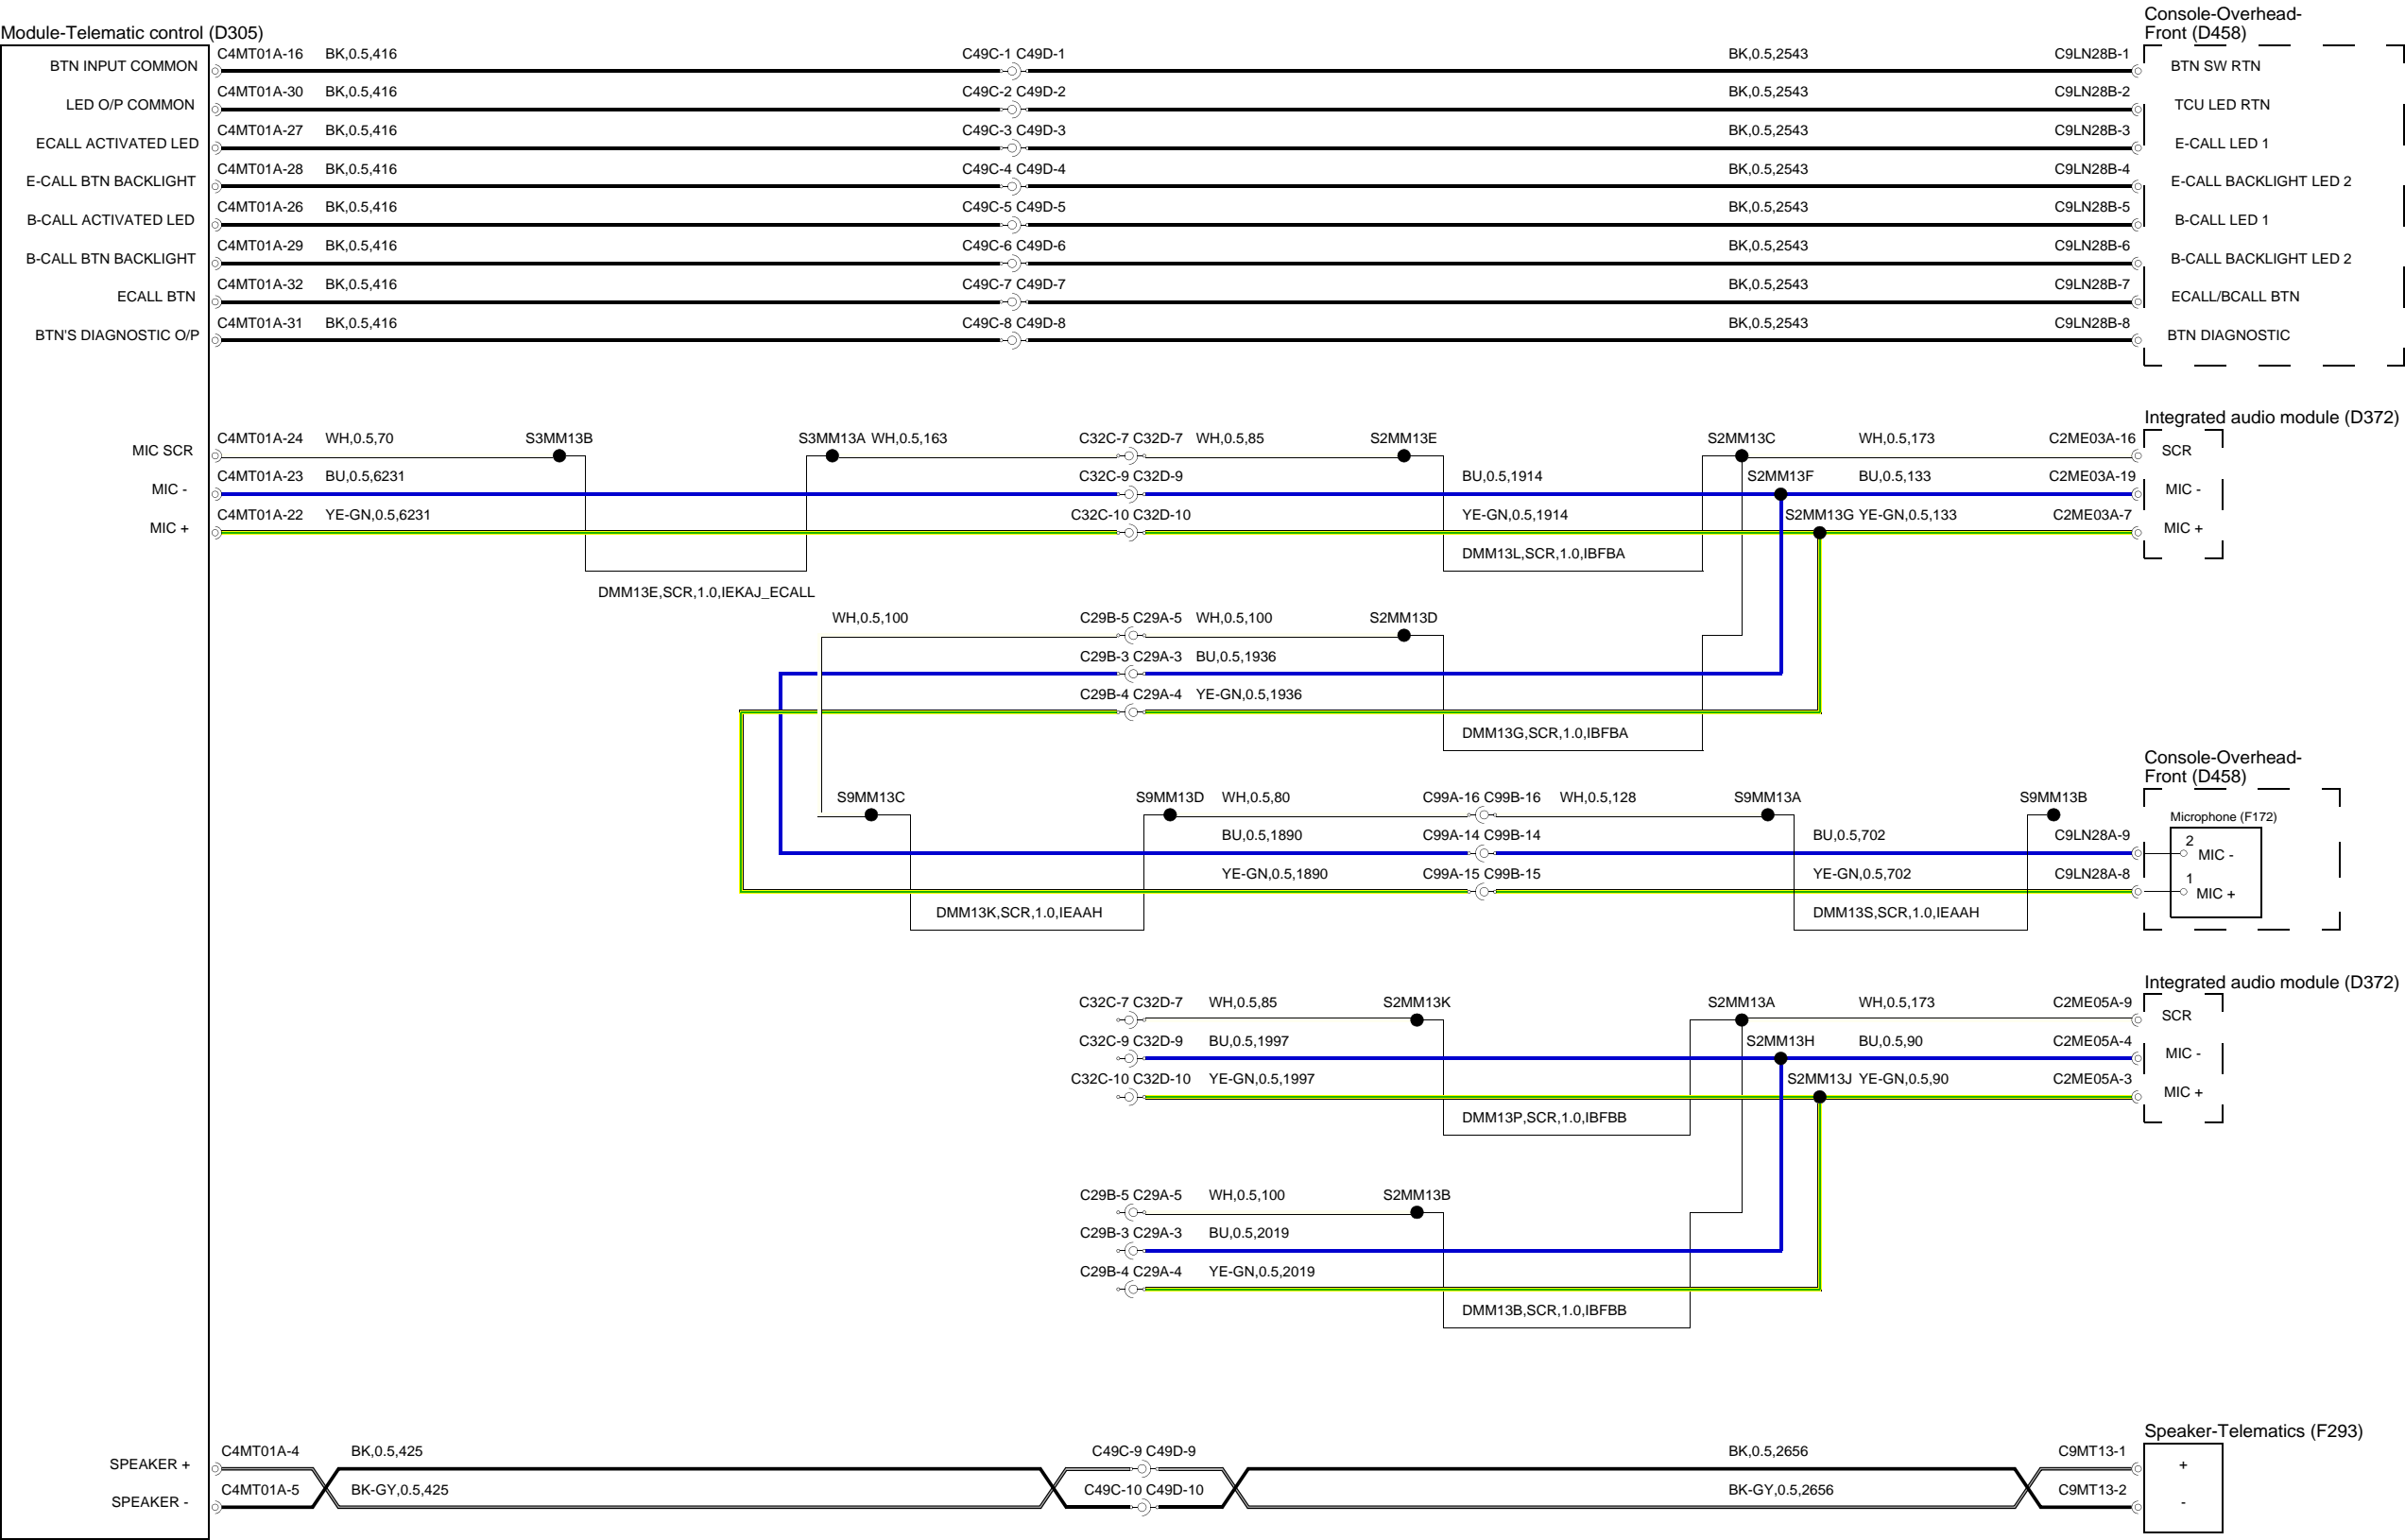 Console-Overhead-
Module-Telematic control (D305)
Front (D458)
C4MT01A-16 BK,0.5,416 C49C-1 C49D-1 BK,0.5,2543 C9LN28B-1
BTN INPUT COMMON BTN SW RTN
C4MT01A-30 BK,0.5,416 C49C-2 C49D-2 BK,0.5,2543 C9LN28B-2
LED O/P COMMON TCU LED RTN
C4MT01A-27 BK,0.5,416 C49C-3 C49D-3 BK,0.5,2543 C9LN28B-3
ECALL ACTIVATED LED E-CALL LED 1
C4MT01A-28 BK,0.5,416 C49C-4 C49D-4 BK,0.5,2543 C9LN28B-4
E-CALL BTN BACKLIGHT E-CALL BACKLIGHT LED 2
C4MT01A-26 BK,0.5,416 C49C-5 C49D-5 BK,0.5,2543 C9LN28B-5
B-CALL ACTIVATED LED B-CALL LED 1
C4MT01A-29 BK,0.5,416 C49C-6 C49D-6 BK,0.5,2543 C9LN28B-6
B-CALL BTN BACKLIGHT B-CALL BACKLIGHT LED 2
C4MT01A-32 BK,0.5,416 C49C-7 C49D-7 BK,0.5,2543 C9LN28B-7
ECALL BTN ECALL/BCALL BTN
C4MT01A-31 BK,0.5,416 C49C-8 C49D-8 BK,0.5,2543 C9LN28B-8
BTN'S DIAGNOSTIC O/P BTN DIAGNOSTIC
Integrated audio module (D372)
C4MT01A-24 WH,0.5,70 S3MM13B S3MM13A WH,0.5,163 C32C-7 C32D-7 WH,0.5,85 S2MM13E S2MM13C WH,0.5,173 C2ME03A-16
MIC SCR SCR
C4MT01A-23 BU,0.5,6231 C32C-9 C32D-9 BU,0.5,1914 S2MM13F BU,0.5,133 C2ME03A-19
MIC - MIC -
C4MT01A-22 YE-GN,0.5,6231 C32C-10 C32D-10 YE-GN,0.5,1914 S2MM13G YE-GN,0.5,133 C2ME03A-7
MIC + MIC +
DMM13L,SCR,1.0,IBFBA
DMM13E,SCR,1.0,IEKAJ_ECALL
WH,0.5,100 C29B-5 C29A-5 WH,0.5,100 S2MM13D
C29B-3 C29A-3 BU,0.5,1936
C29B-4 C29A-4 YE-GN,0.5,1936
DMM13G,SCR,1.0,IBFBA
Console-Overhead-
Front (D458)
S9MM13C S9MM13D WH,0.5,80 C99A-16 C99B-16 WH,0.5,128 S9MM13A S9MM13B
Microphone (F172)
BU,0.5,1890 C99A-14 C99B-14 BU,0.5,702 C9LN28A-9 2
MIC -
YE-GN,0.5,1890 C99A-15 C99B-15 YE-GN,0.5,702 C9LN28A-8 1
MIC +
DMM13K,SCR,1.0,IEAAH DMM13S,SCR,1.0,IEAAH
Integrated audio module (D372)
C32C-7 C32D-7 WH,0.5,85 S2MM13K S2MM13A WH,0.5,173 C2ME05A-9
SCR
C32C-9 C32D-9 BU,0.5,1997 S2MM13H BU,0.5,90 C2ME05A-4
MIC -
C32C-10 C32D-10 YE-GN,0.5,1997 S2MM13J YE-GN,0.5,90 C2ME05A-3
MIC +
DMM13P,SCR,1.0,IBFBB
C29B-5 C29A-5 WH,0.5,100 S2MM13B
C29B-3 C29A-3 BU,0.5,2019
C29B-4 C29A-4 YE-GN,0.5,2019
DMM13B,SCR,1.0,IBFBB
Speaker-Telematics (F293)
C4MT01A-4 BK,0.5,425 C49C-9 C49D-9 BK,0.5,2656 C9MT13-1
SPEAKER + +
C4MT01A-5 BK-GY,0.5,425 C49C-10 C49D-10 BK-GY,0.5,2656 C9MT13-2
SPEAKER - -